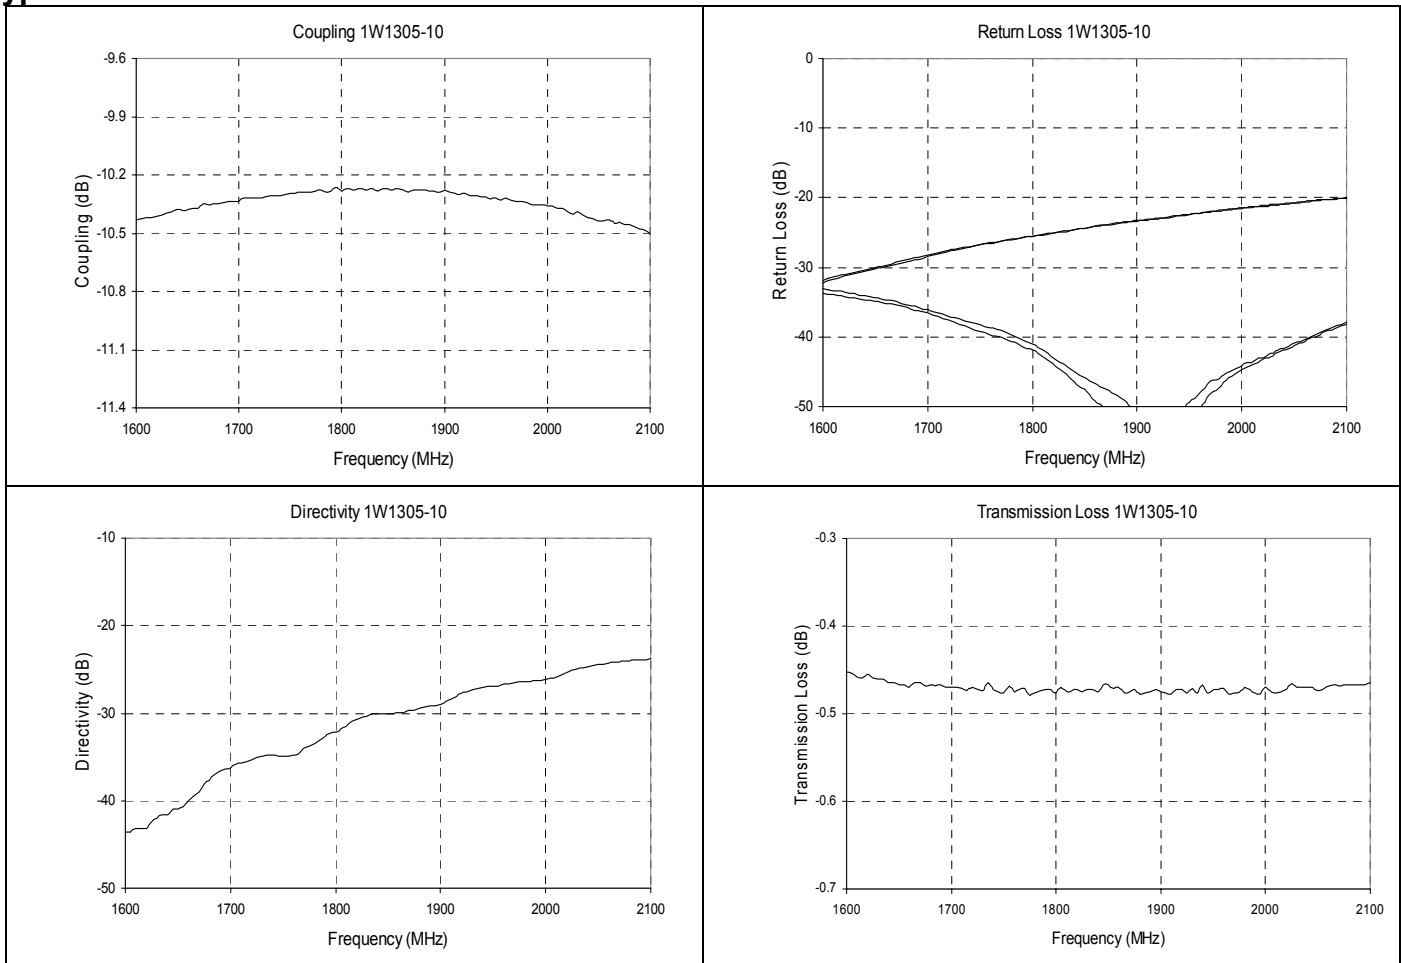 Coupling 1W1305-10
-9.6
-9.9
-10.2
-10.5
-10.8
-11.1
-11.4
Coupling (dB)
1600 1700 1800 1900 2000 2100
Frequency (MHz)
Return Loss 1W1305-10
0
-10
-20
-30
-40
-50
Return Loss (dB)
1600 1700 1800 1900 2000 2100
Frequency (MHz)
Directivity 1W1305-10
-10
-20
-30
-40
-50
Directivity (dB)
1600 1700 1800 1900 2000 2100
Frequency (MHz)
Transmission Loss 1W1305-10
-0.3
-0.4
-0.5
-0.6
-0.7
Transmission Loss (dB)
1600 1700 1800 1900 2000 2100
Frequency (MHz)